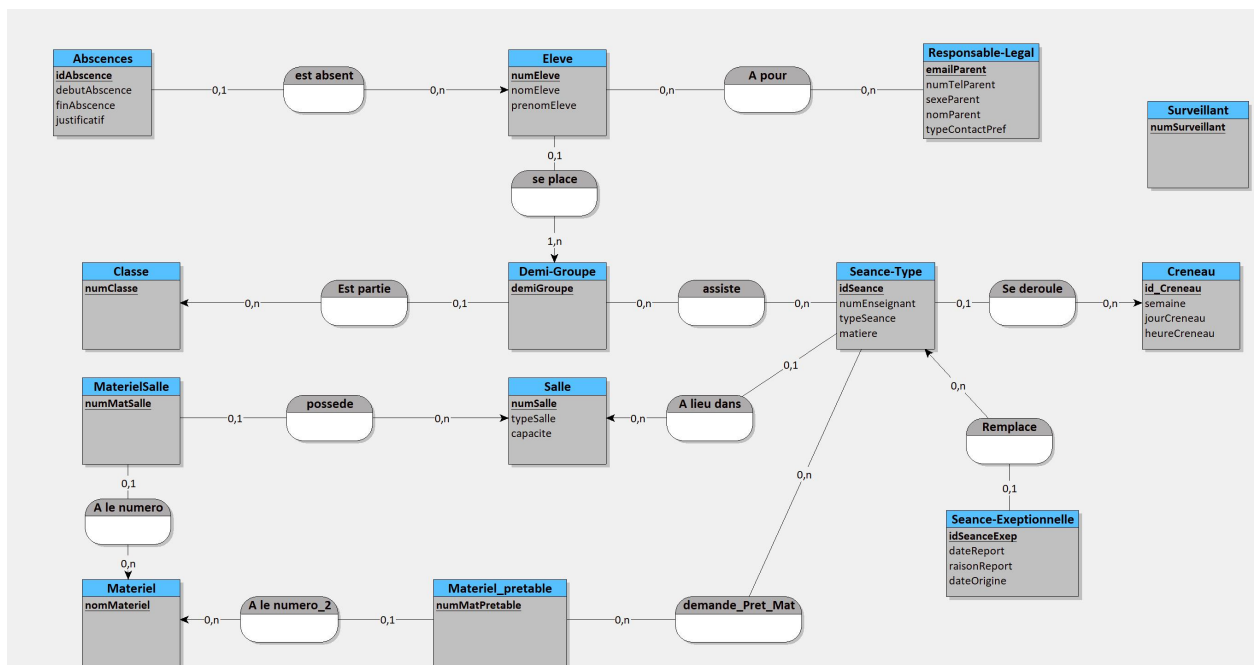 Abscences
idAbscence
debutAbscence
finAbscence
justificatif
0,1
est absent
0,n
Eleve
numEleve
nomEleve
prenomEleve
0,n
A pour
0,n
Responsable-Legal
emailParent
numTelParent
sexeParent
nomParent
typeContactPref
Surveillant
numSurveillant
0,1
se place
1,n
Classe
numClasse
0,n
Est partie
0,1
Demi-Groupe
demiGroupe
0,n
assiste
0,n
Seance-Type
idSeance
numEnseignant
typeSeance
matiere
0,1
Se deroule
0,n
Creneau
id_Creneau
semaine
jourCreneau
heureCreneau
MaterielSalle
numMatSalle
0,1
possede
0,n
Salle
numSalle
typeSalle
capacite
0,n
A lieu dans
0,1
0,n
Remplace
0,1
Seance-Exeptionnelle
idSeanceExep
dateReport
raisonReport
dateOrigine
0,1
A le numero
0,n
Materiel
nomMateriel
0,n
A le numero_2
0,1
Materiel_pretable
numMatPretable
0,n
demande_Pret_Mat
0,n